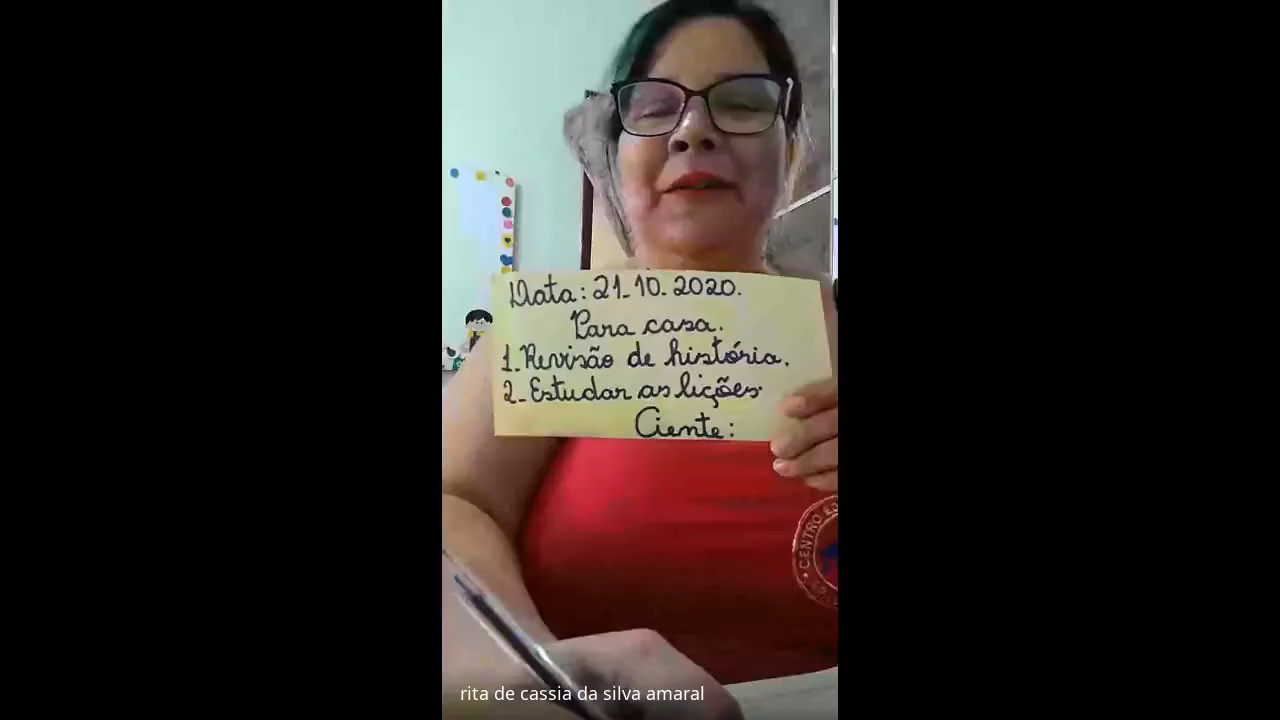 Data: 21-10-2020.
Para casa.
1-Revisão de história.
2-Estudar as lições.
Ciente:
CENTRO
rita de cassia da silva amaral